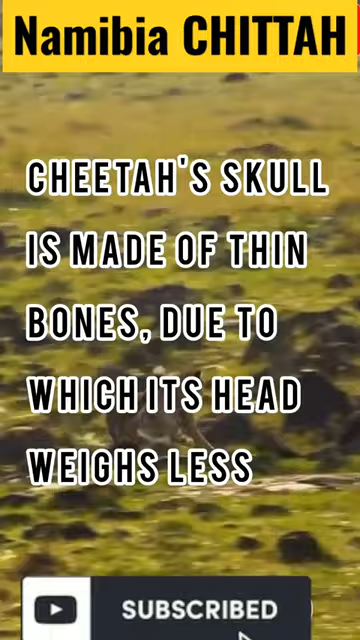 Namibia CHITTAH
CHEETAH'S SKULL
IS MADE OF THIN
BONES, DUE TO
WHICH ITS HEAD
WEIGHS LESS
SUBSCRIBED